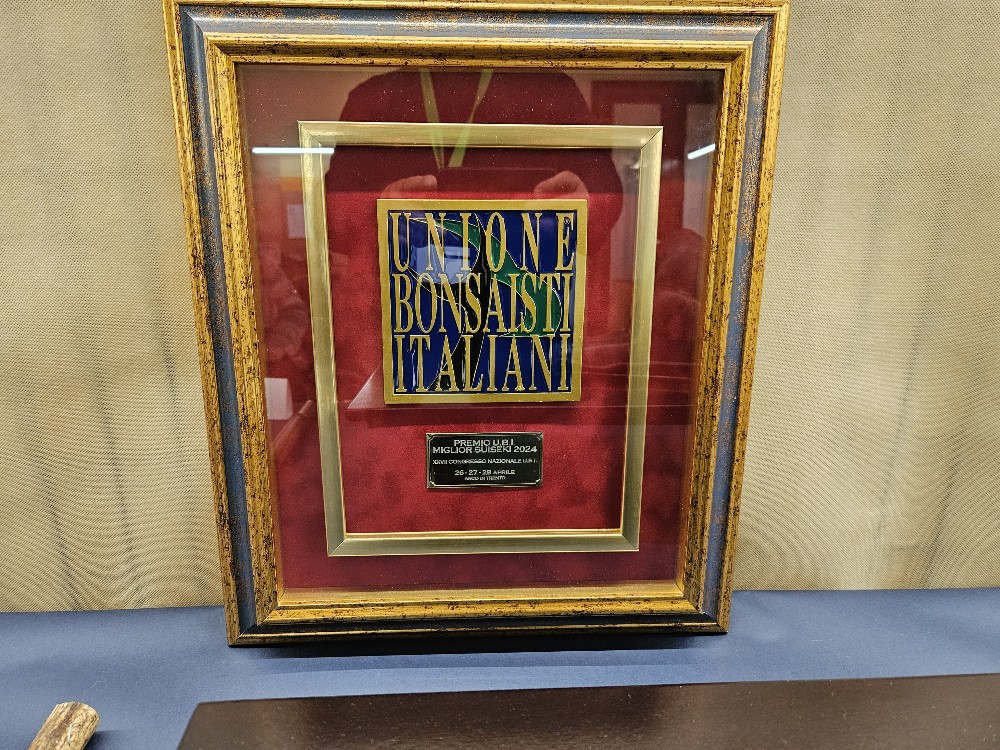 UNIONE
BONSAISTI
ITALIANI
PREMIO U.B.I.
MIGLIOR SUISEKI 2024
XXVII CONGRESSO NAZIONALE U.B.I.
26 - 27 - 28 APRILE
ARCO DI TRENTO